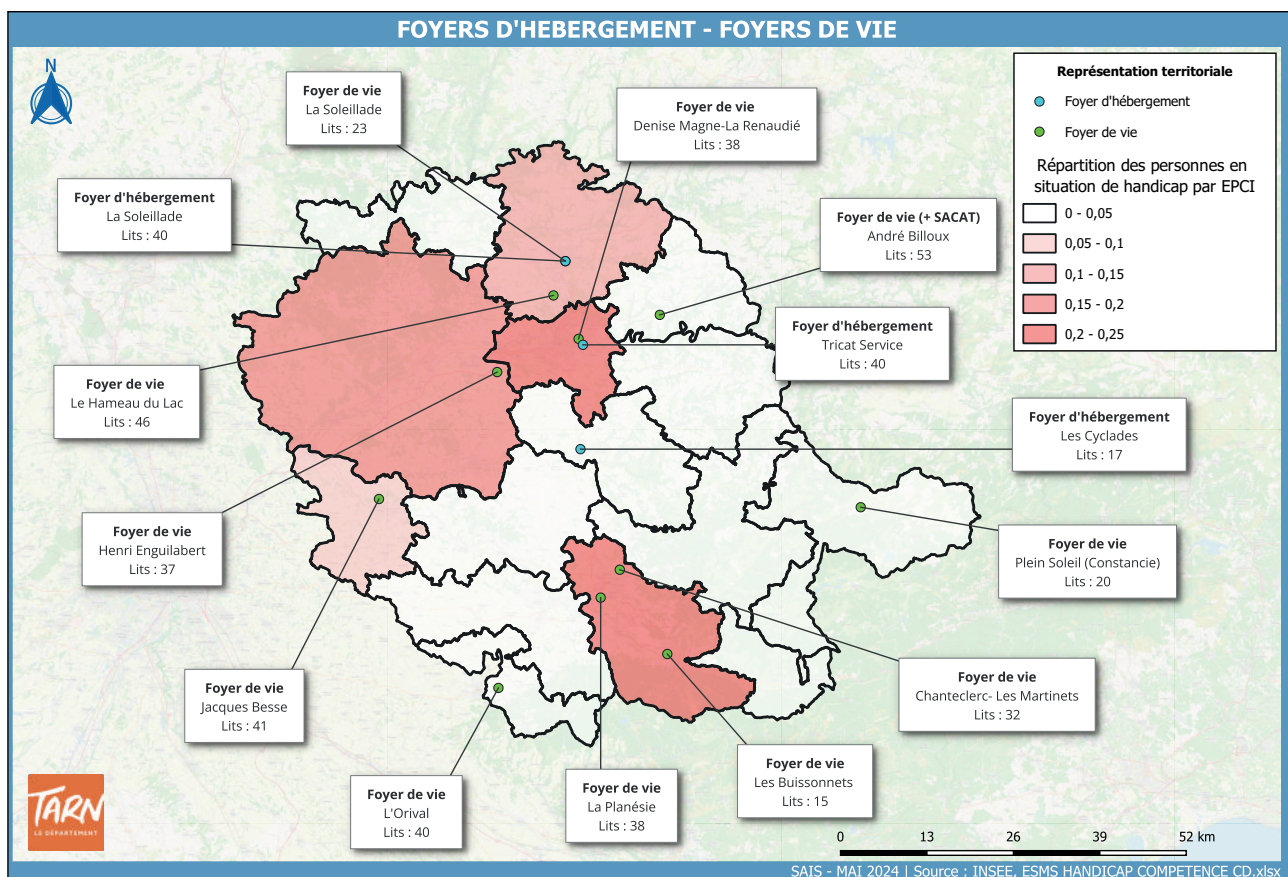 FOYERS D'HEBERGEMENT - FOYERS DE VIE
N
Foyer de vie
La Soleillade
Lits : 23
Foyer de vie
Denise Magne-La Renaudié
Lits : 38
Foyer d'hébergement
La Soleillade
Lits : 40
Foyer de vie (+ SACAT)
André Billoux
Lits : 53
Foyer d'hébergement
Tricat Service
Lits : 40
Foyer de vie
Le Hameau du Lac
Lits : 46
Foyer d'hébergement
Les Cyclades
Lits : 17
Foyer de vie
Henri Enguilabert
Lits : 37
Foyer de vie
Plein Soleil (Constancie)
Lits : 20
Foyer de vie
Jacques Besse
Lits : 41
Foyer de vie
Chanteclerc- Les Martinets
Lits : 32
Foyer de vie
L'Orival
Lits : 40
Foyer de vie
La Planésie
Lits : 38
Foyer de vie
Les Buissonnets
Lits : 15
Représentation territoriale
Foyer d'hébergement
Foyer de vie
Répartition des personnes en
situation de handicap par EPCI
0 - 0,05
0,05 - 0,1
0,1 - 0,15
0,15 - 0,2
0,2 - 0,25
TARN
LE DÉPARTEMENT
0 13 26 39 52 km
SAIS - MAI 2024 | Source : INSEE, ESMS HANDICAP COMPETENCE CD.xlsx